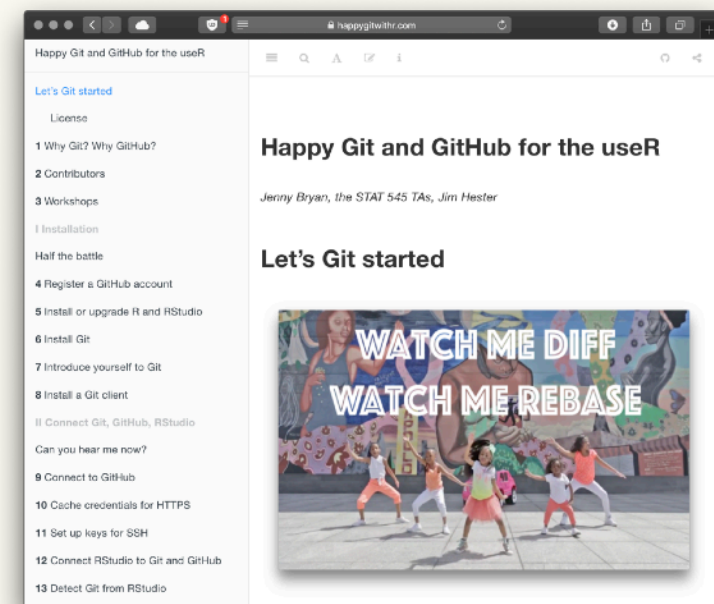 happygitwithr.com
Happy Git and GitHub for the useR
Let's Git started
License
1 Why Git? Why GitHub?
2 Contributors
3 Workshops
I Installation
Half the battle
4 Register a GitHub account
5 Install or upgrade R and RStudio
6 Install Git
7 Introduce yourself to Git
8 Install a Git client
II Connect Git, GitHub, RStudio
Can you hear me now?
9 Connect to GitHub
10 Cache credentials for HTTPS
11 Set up keys for SSH
12 Connect RStudio to Git and GitHub
13 Detect Git from RStudio
A
i
Happy Git and GitHub for the useR
Jenny Bryan, the STAT 545 TAs, Jim Hester
Let's Git started
WATCH ME DIFF
WATCH ME REBASE